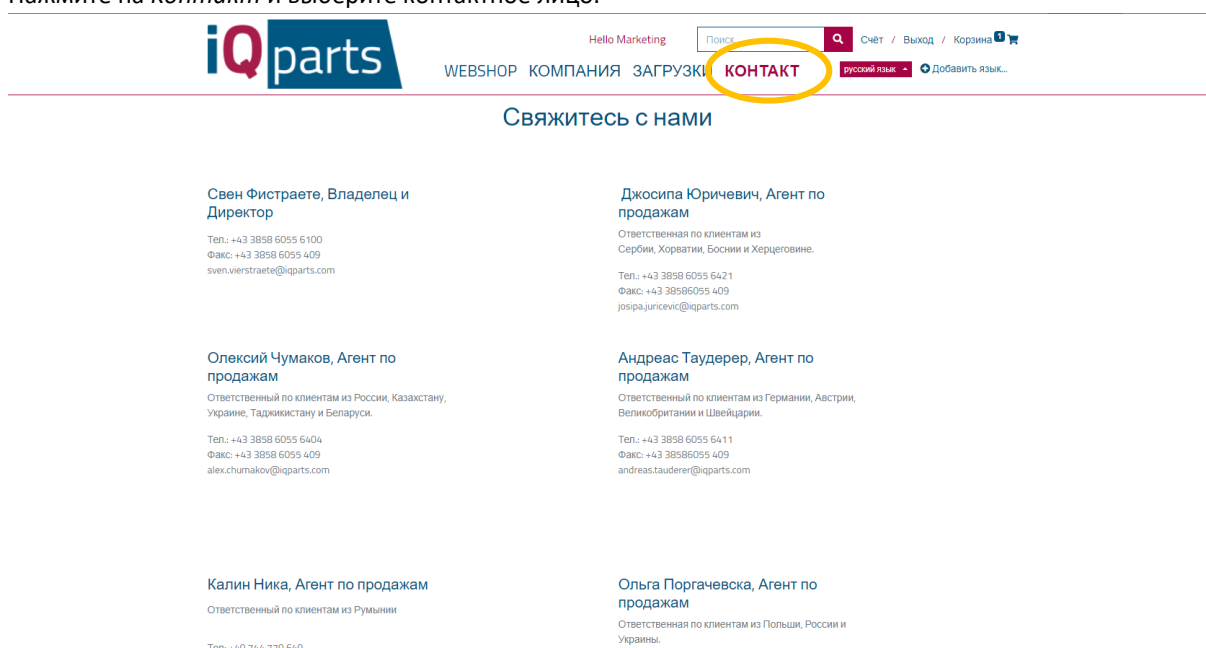 Нажмите на Контакт и выберите контактное лицо.
iQparts
Hello Marketing
Поиск...
Счёт / Выход / Корзина 1
WEBSHOP КОМПАНИЯ ЗАГРУЗКИ КОНТАКТ
русский язык
Добавить язык...
Свяжитесь с нами
Свен Фистраете, Владелец и
Директор
Тел.: +43 3858 6055 6100
Факс: +43 3858 6055 409
sven.vierstraete@iqparts.com
Джосипа Юричевич, Агент по
продажам
Ответственная по клиентам из
Сербии, Хорватии, Боснии и Херцеговине.
Тел.: +43 3858 6055 6421
Факс: +43 38586055 409
josipa.juricevic@iqparts.com
Олексий Чумаков, Агент по
продажам
Ответственный по клиентам из России, Казахстану,
Украине, Таджикистану и Беларуси.
Тел.: +43 3858 6055 6404
Факс: +43 3858 6055 409
alex.chumakov@iqparts.com
Андреас Таудерер, Агент по
продажам
Ответственный по клиентам из Германии, Австрии,
Великобритании и Швейцарии.
Тел.: +43 3858 6055 6411
Факс: +43 38586055 409
andreas.tauderer@iqparts.com
Калин Ника, Агент по продажам
Ответственный по клиентам из Румынии
Ольга Поргачевска, Агент по
продажам
Ответственная по клиентам из Польши, России и
Украины.